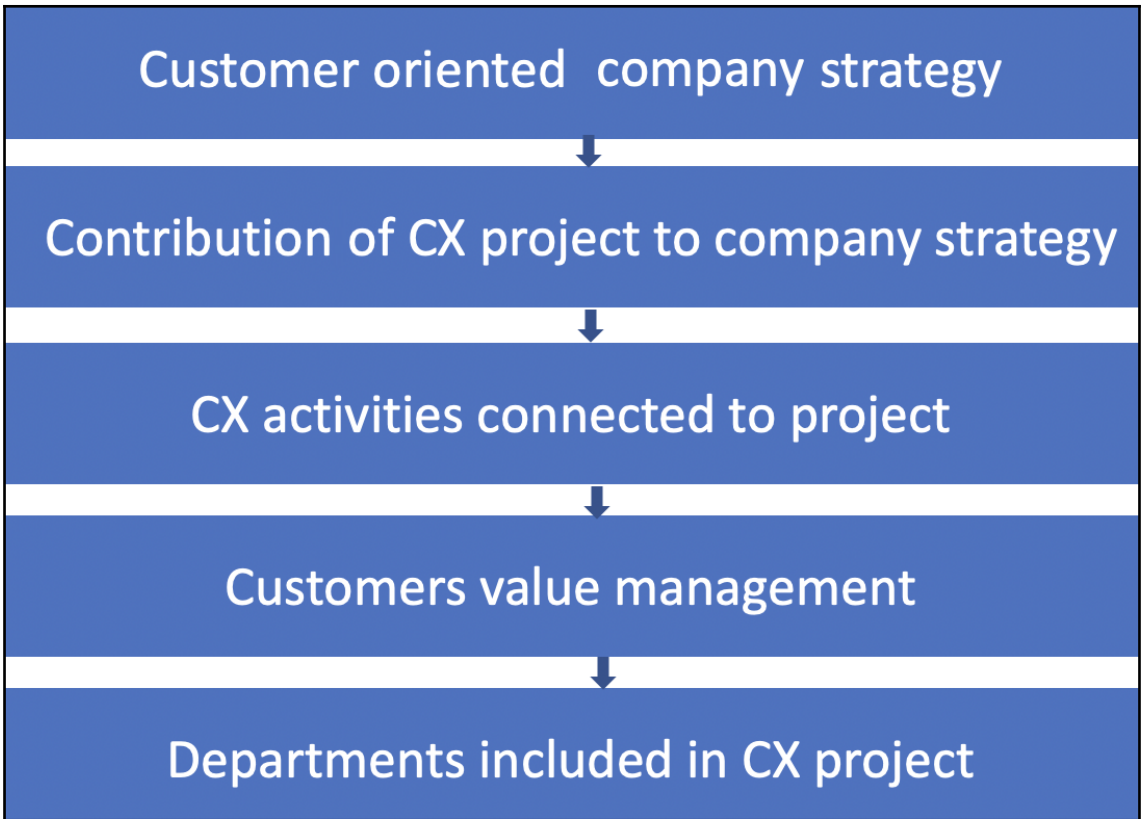 Customer oriented company strategy
Contribution of CX project to company strategy
CX activities connected to project
Customers value management
Departments included in CX project